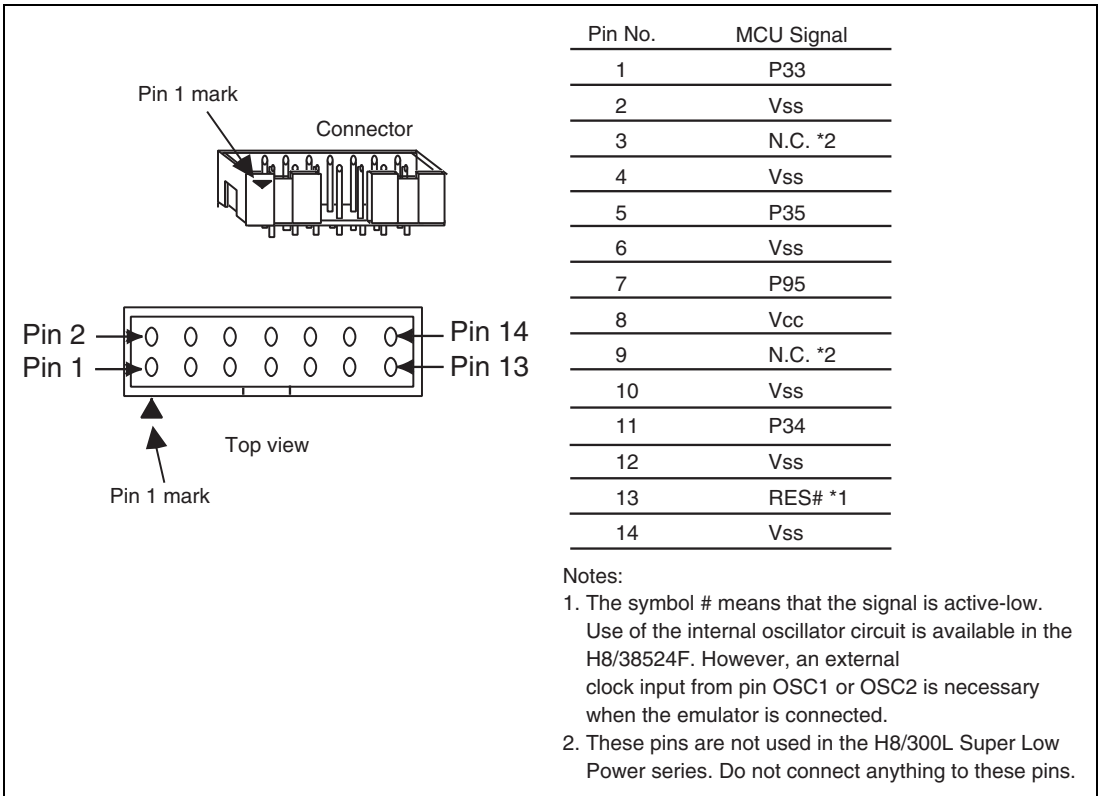 Pin 1 mark
Connector
Pin 2
Pin 14
Pin 1
Pin 13
Top view
Pin 1 mark
Pin No. MCU Signal
1 P33
2 Vss
3 N.C. *2
4 Vss
5 P35
6 Vss
7 P95
8 Vcc
9 N.C. *2
10 Vss
11 P34
12 Vss
13 RES# *1
14 Vss
Notes:
1. The symbol # means that the signal is active-low.
Use of the internal oscillator circuit is available in the
H8/38524F. However, an external
clock input from pin OSC1 or OSC2 is necessary
when the emulator is connected.
2. These pins are not used in the H8/300L Super Low
Power series. Do not connect anything to these pins.